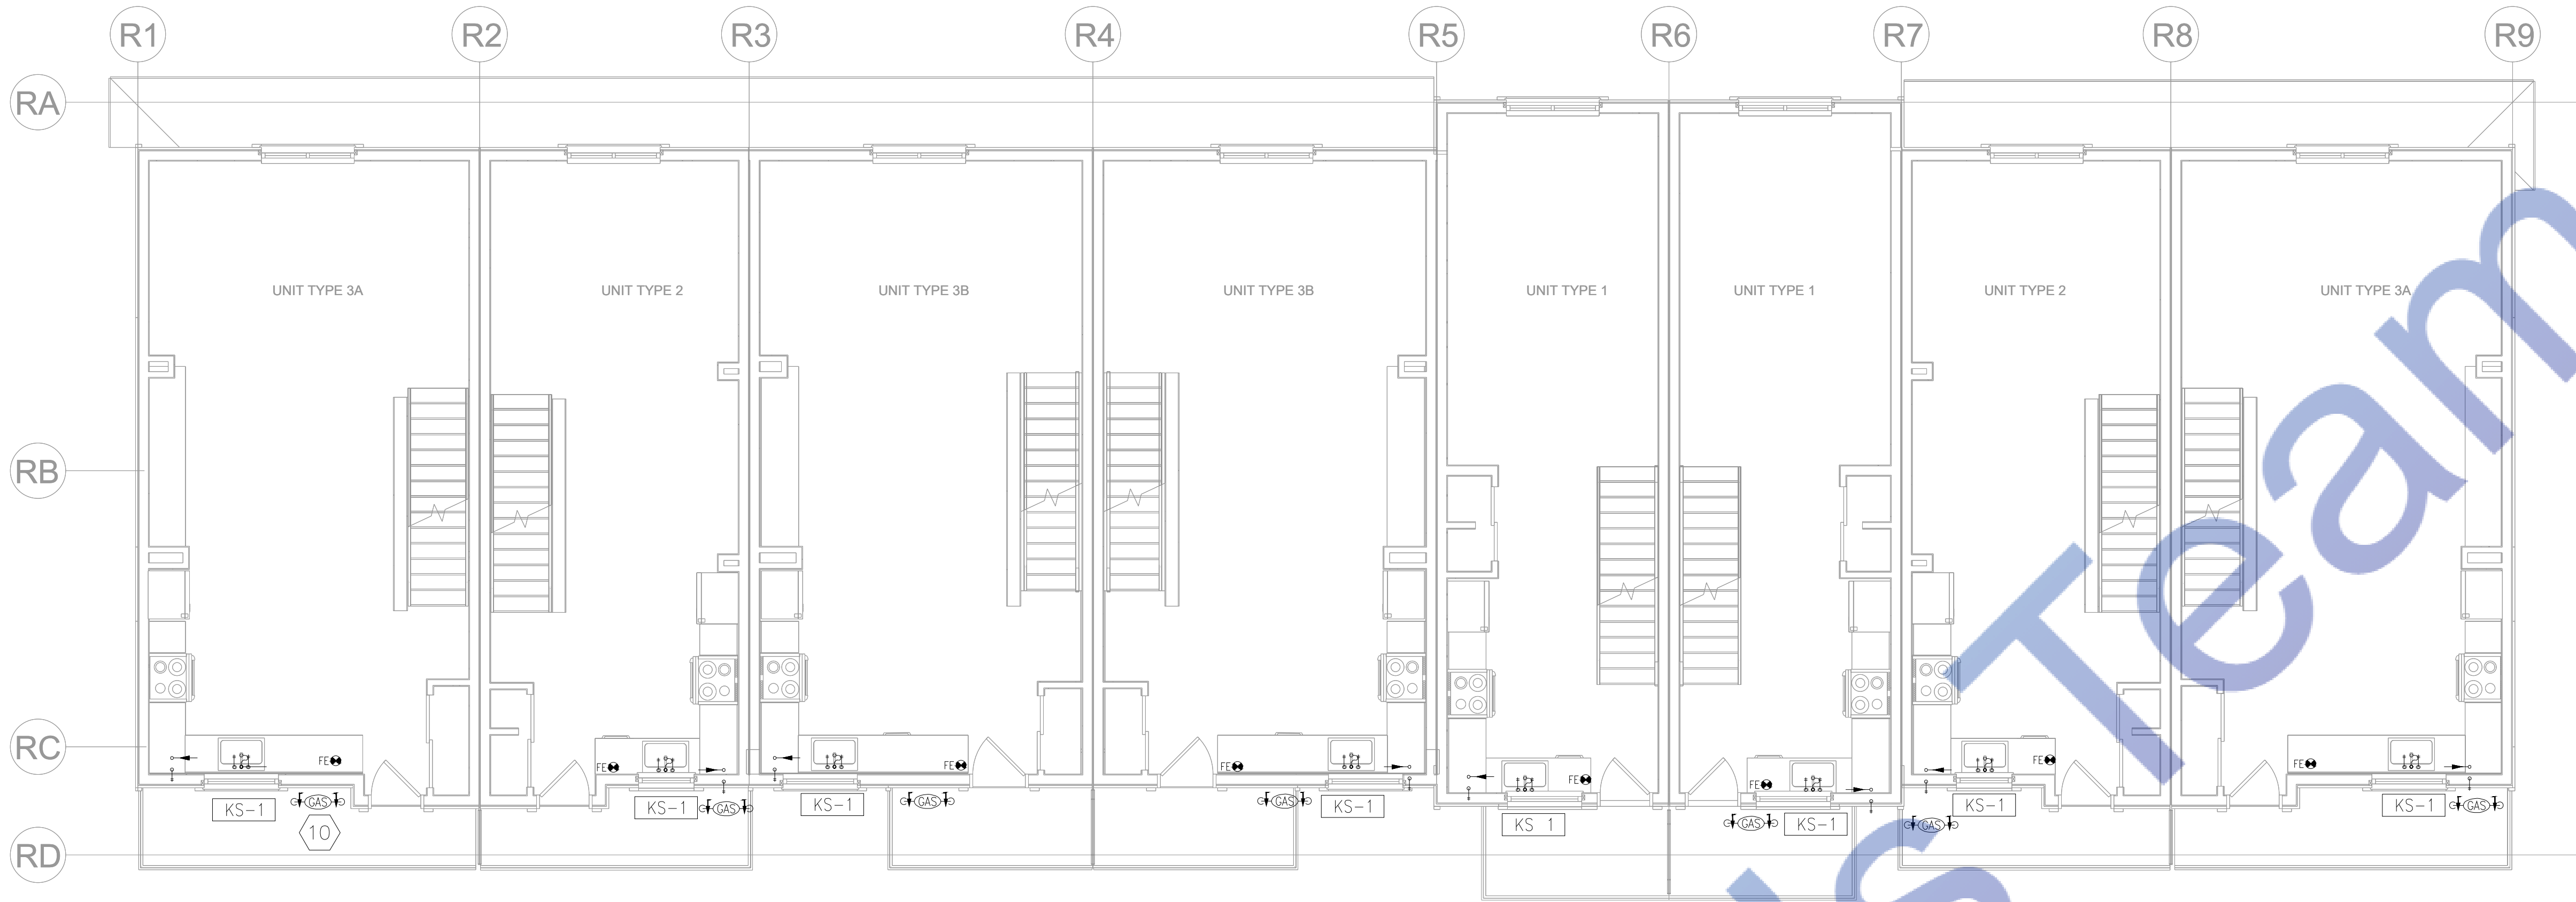 R1 R2 R3 R4 R5 R6 R7 R8 R9
RA
UNIT TYPE 3A UNIT TYPE 2 UNIT TYPE 3B UNIT TYPE 3B UNIT TYPE 1 UNIT TYPE 1 UNIT TYPE 2 UNIT TYPE 3A
RB
RC
FE FE FE FE FE FE FE FE
GAS GAS GAS GAS GAS GAS GAS
KS-1 KS-1 KS-1 KS-1 KS 1 KS-1 KS-1 KS-1
10
RD
s Team